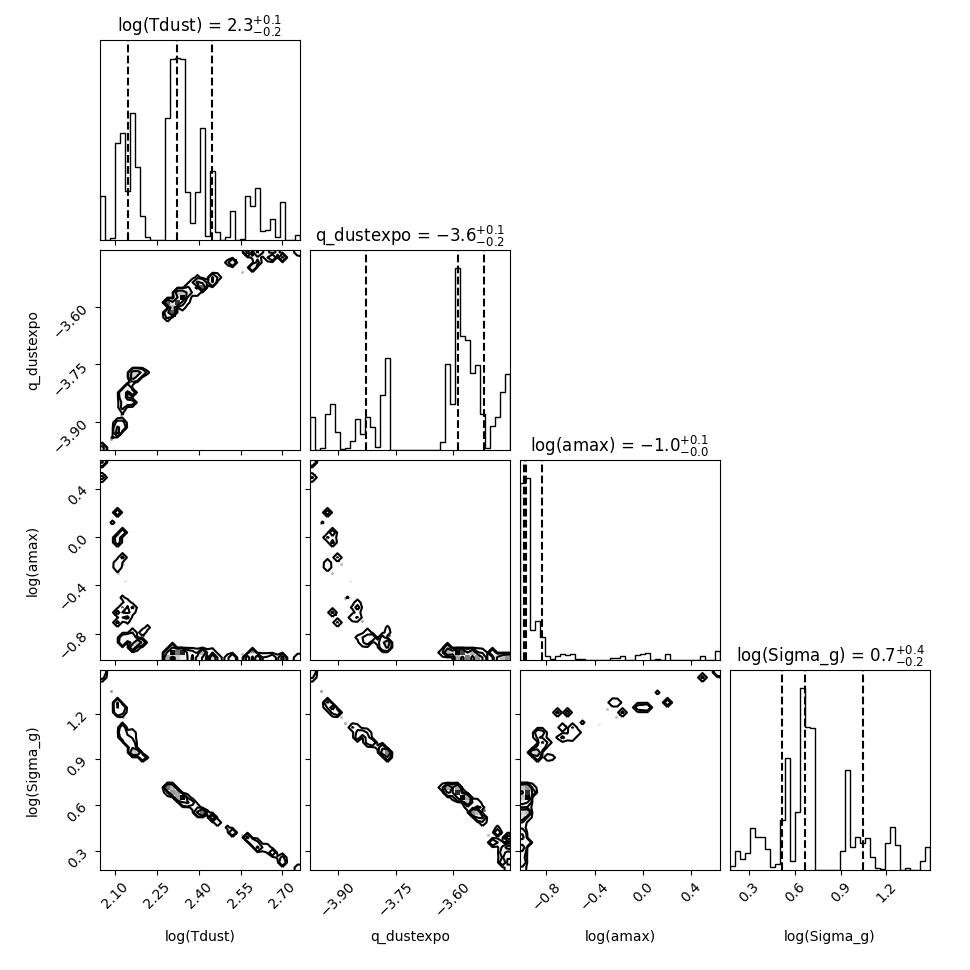 log(Tdust) = 2.3+0.1−0.2
q_dustexpo = −3.6+0.1−0.2
q_dustexpo
−3.60
−3.75
−3.90
log(amax) = −1.0+0.1−0.0
log(amax)
0.4
0.0
−0.4
−0.8
log(Sigma_g) = 0.7+0.4−0.2
log(Sigma_g)
1.2
0.9
0.6
0.3
2.10 2.25 2.40 2.55 2.70
−3.90 −3.75 −3.60
−0.8 −0.4 0.0 0.4
0.3 0.6 0.9 1.2
log(Tdust) q_dustexpo log(amax) log(Sigma_g)